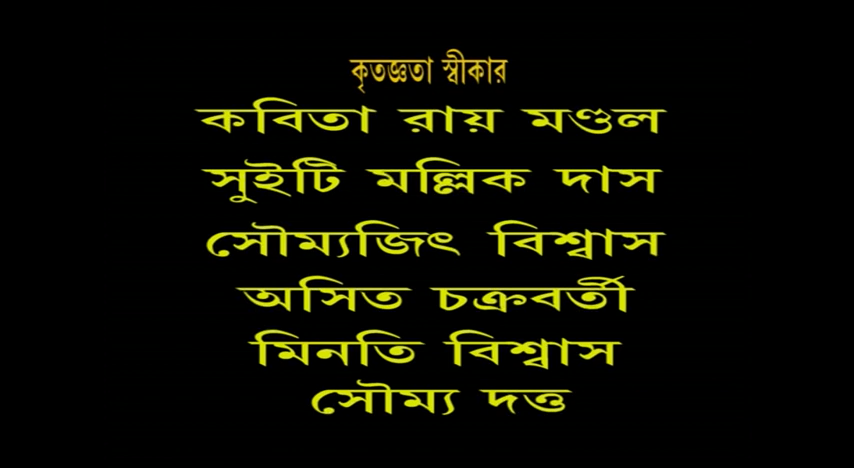 কৃতজ্ঞতা স্বীকার
কবিতা রায় মণ্ডল
সুইটি মল্লিক দাস
সৌম্যজিৎ বিশ্বাস
অসিত চক্রবর্তী
মিনতি বিশ্বাস
সৌম্য দত্ত